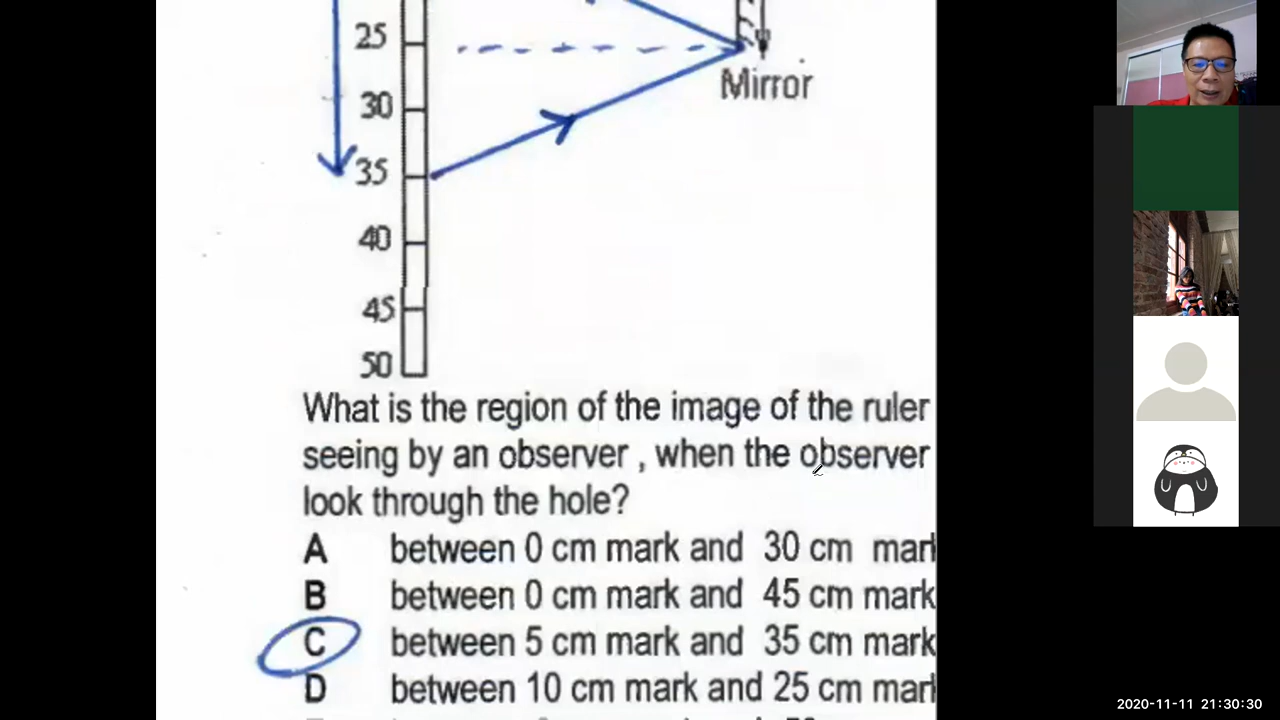 25
Mirror
30
35
40
45
50
What is the region of the image of the ruler
seeing by an observer , when the observer
look through the hole?
A between 0 cm mark and 30 cm mark
B between 0 cm mark and 45 cm mark
C between 5 cm mark and 35 cm mark
D between 10 cm mark and 25 cm mark
2020-11-11 21:30:30